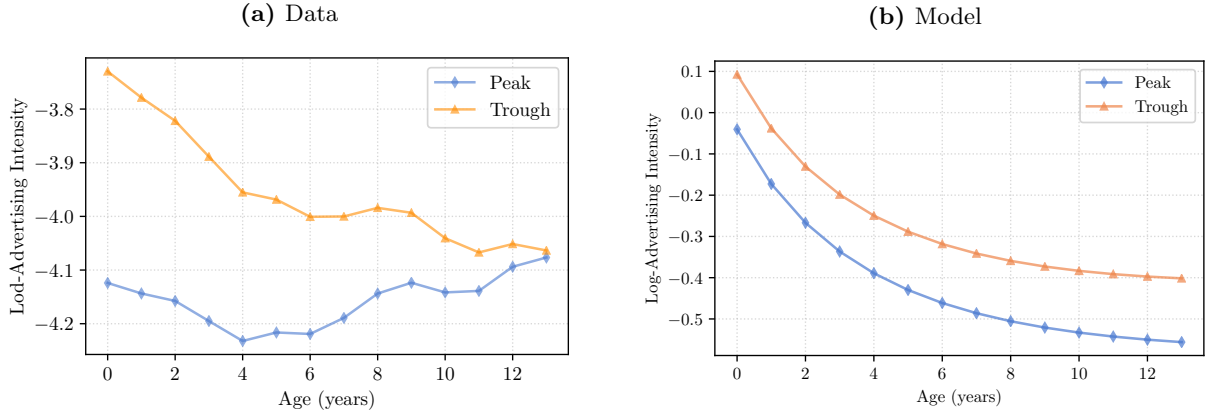 (a) Data
Lod-Advertising Intensity
−3.8
−3.9
−4.0
−4.1
−4.2
Peak
Trough
0 2 4 6 8 10 12
Age (years)
(b) Model
Log-Advertising Intensity
0.1
0.0
−0.1
−0.2
−0.3
−0.4
−0.5
Peak
Trough
0 2 4 6 8 10 12
Age (years)